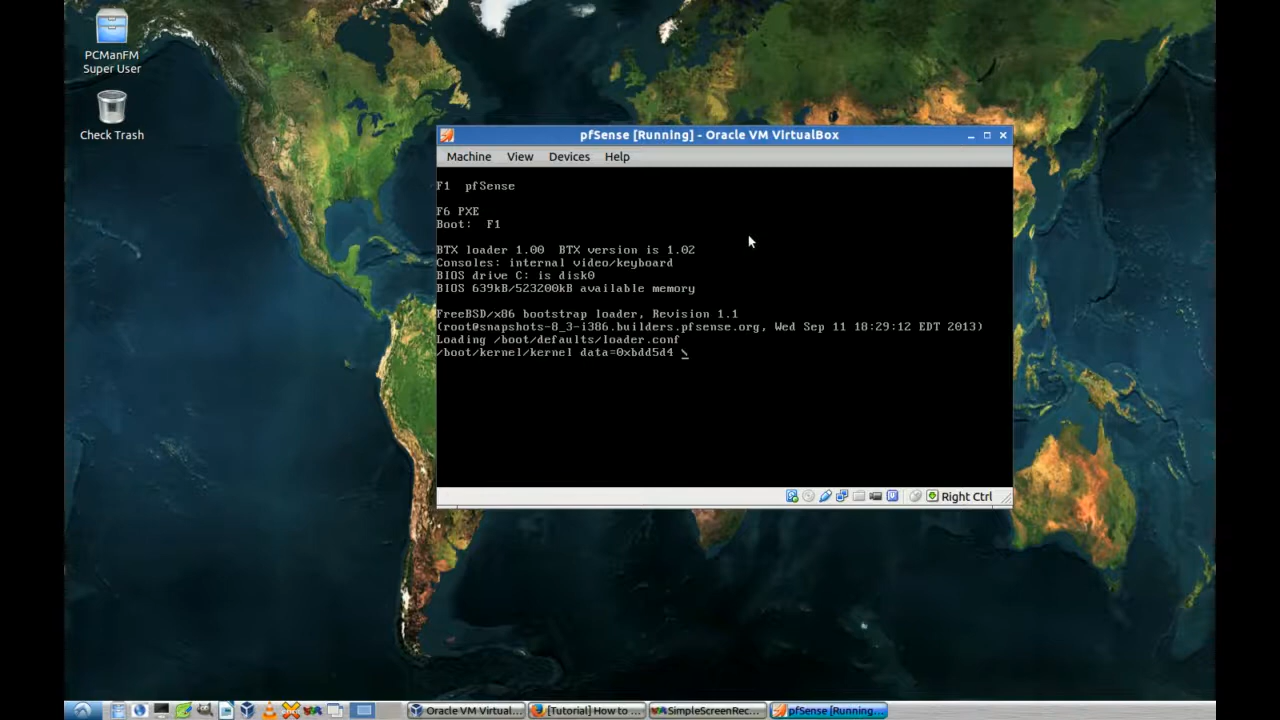 PCManFM
Super User
Check Trash
pfSense [Running] - Oracle VM VirtualBox
Machine View Devices Help
F1 pfSense
F6 PXE
Boot: F1
BTX loader 1.00 BTX version is 1.02
Consoles: internal video/keyboard
BIOS drive C: is disk0
BIOS 639kB/523200kB available memory
FreeBSD/x86 bootstrap loader, Revision 1.1
(root@snapshots-8_3-i386.builders.pfsense.org, Wed Sep 11 18:29:12 EDT 2013)
Loading /boot/defaults/loader.conf
/boot/kernel/kernel data=0xbdd5d4 \
Right Ctrl
Oracle VM Virtual... [Tutorial] How to ... SimpleScreenRec... pfSense [Running...